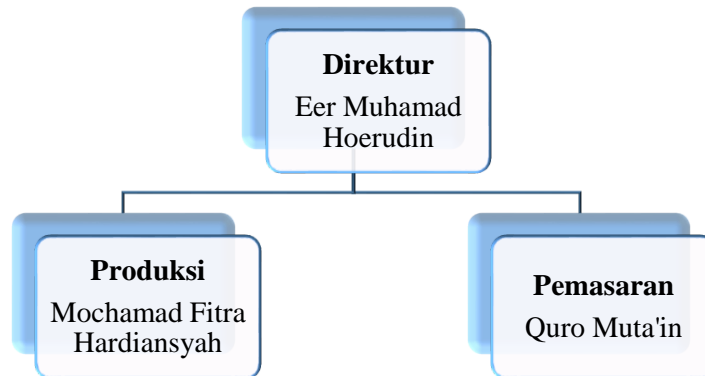 Direktur
Eer Muhamad
Hoerudin
Produksi
Mochamad Fitra
Hardiansyah
Pemasaran
Quro Muta'in